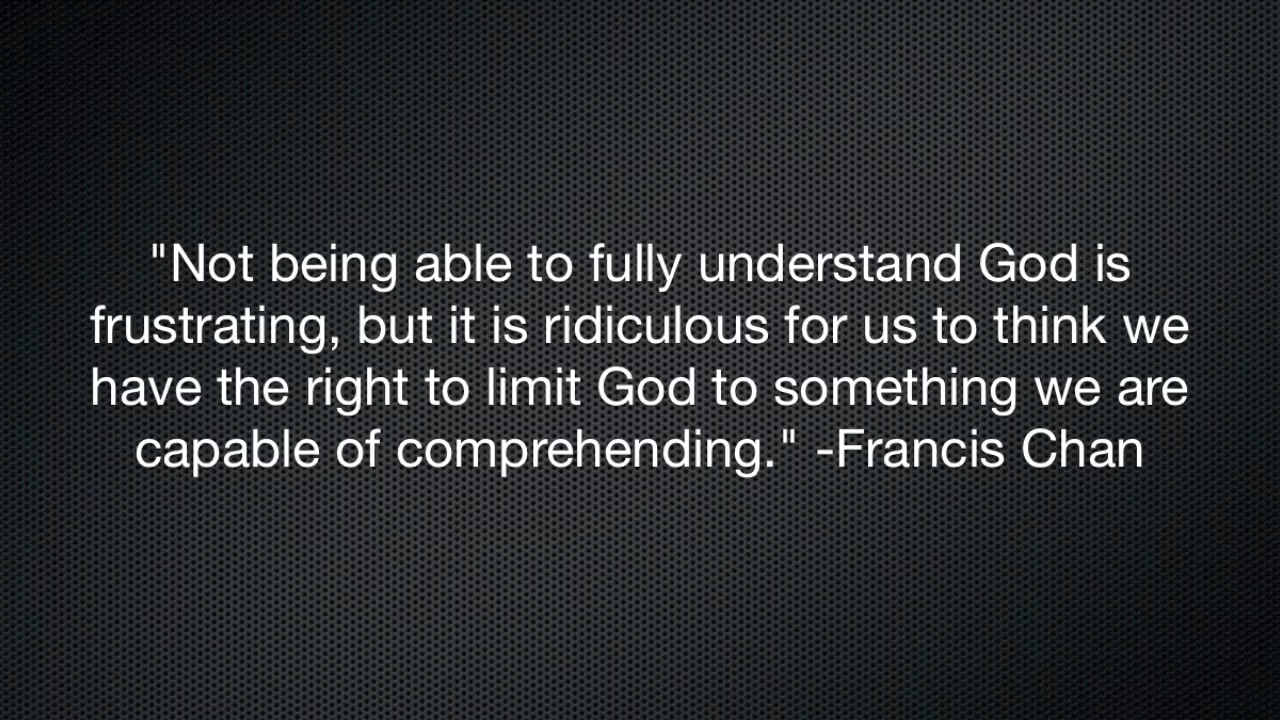 "Not being able to fully understand God is
frustrating, but it is ridiculous for us to think we
have the right to limit God to something we are
capable of comprehending." -Francis Chan